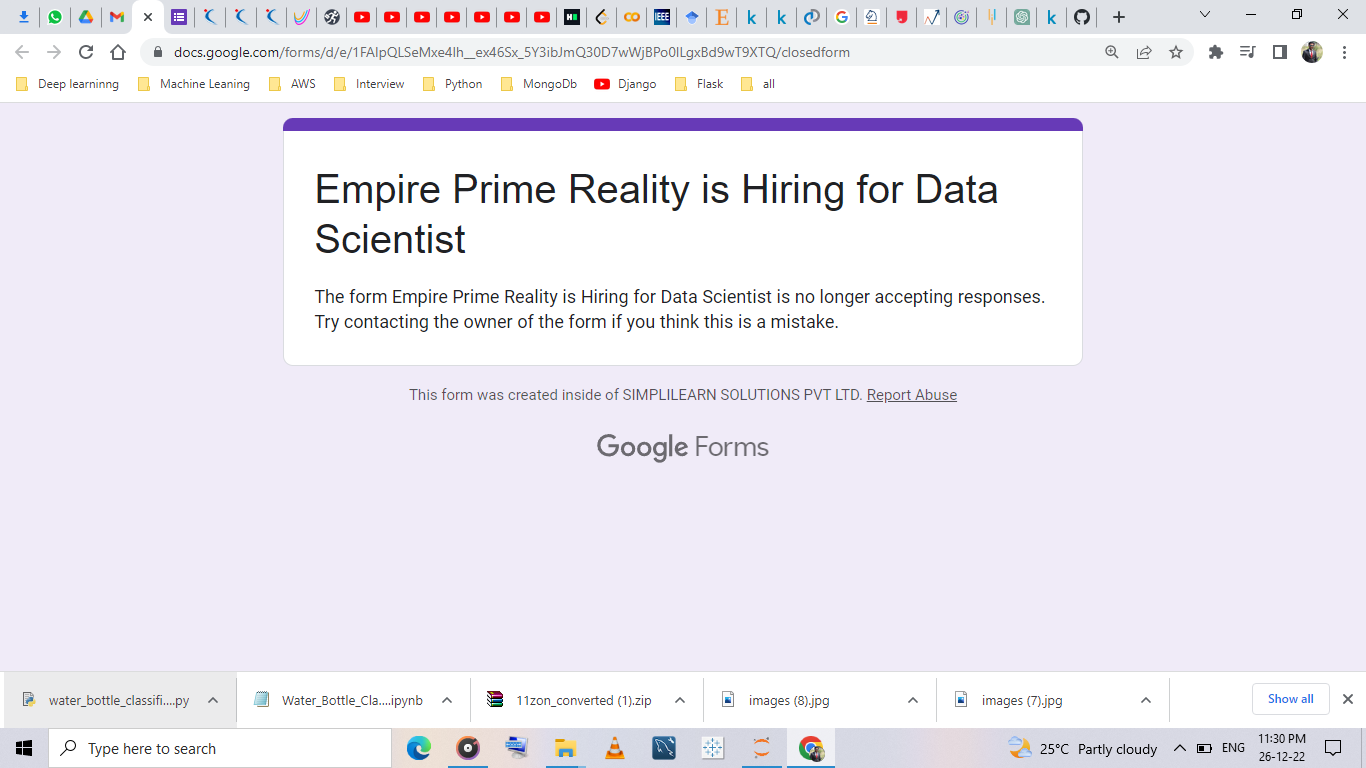 docs.google.com/forms/d/e/1FAIpQLSeMxe4lh__ex46Sx_5Y3ibJmQ30D7wWjBPo0ILgxBd9wT9XTQ/closedform
Deep learninng Machine Leaning AWS Interview Python MongoDb Django Flask all
Empire Prime Reality is Hiring for Data
Scientist
The form Empire Prime Reality is Hiring for Data Scientist is no longer accepting responses.
Try contacting the owner of the form if you think this is a mistake.
This form was created inside of SIMPLILEARN SOLUTIONS PVT LTD. Report Abuse
Google Forms
water_bottle_classifi....py Water_Bottle_Cla....ipynb 11zon_converted (1).zip images (8).jpg images (7).jpg Show all
Type here to search 25°C Partly cloudy ENG 11:30 PM
26-12-22